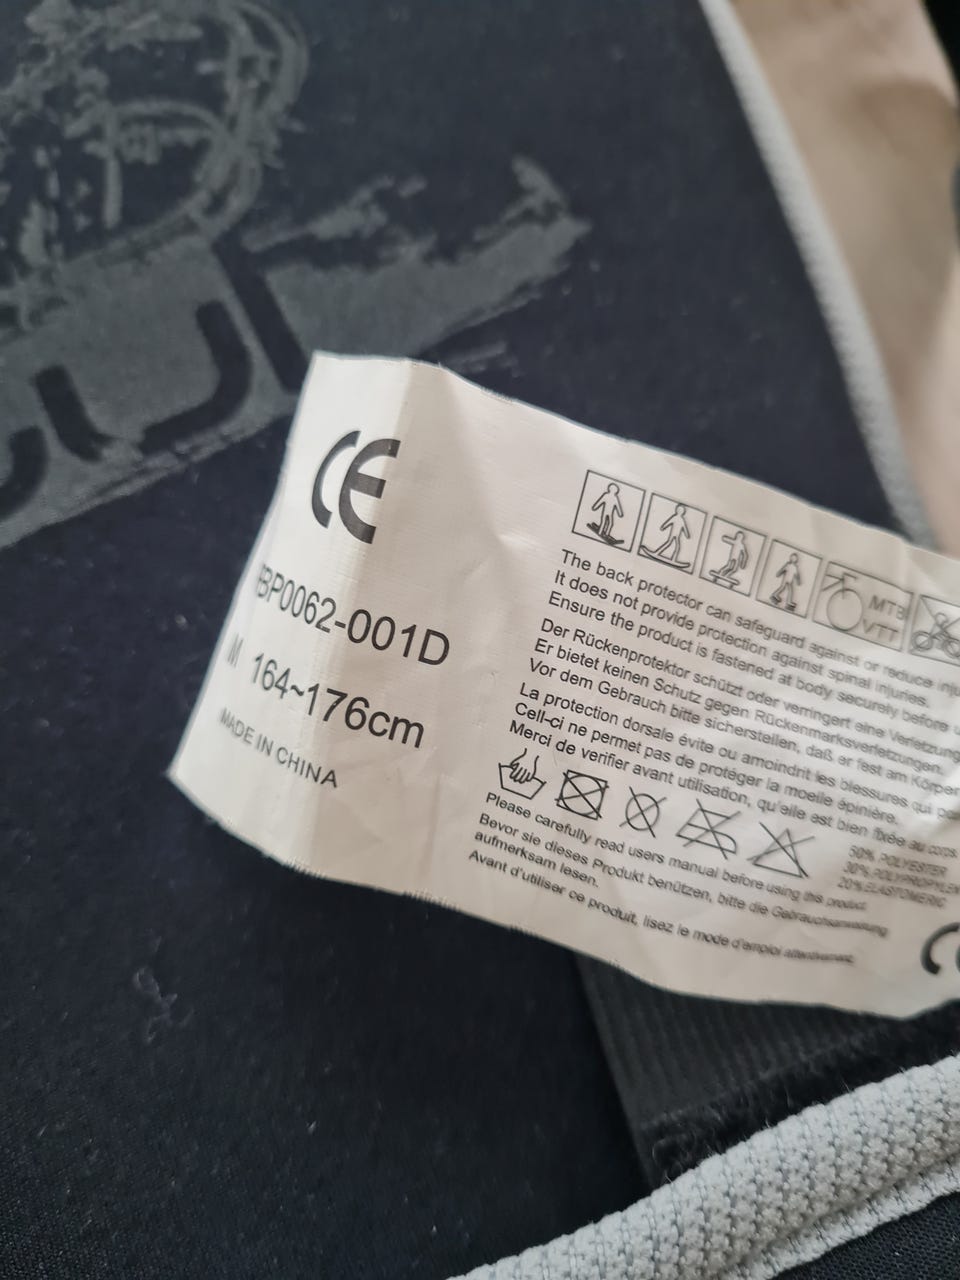 CE
BP0062-001D
M 164~176cm
MADE IN CHINA
MTB
VTT
The back protector can safeguard against or reduce inju
It does not provide protection against spinal injuries.
Ensure the product is fastened at body securely before u
Der Rückenprotektor schützt oder verringert eine Verletzung
Er bietet keinen Schutz gegen Rückenmarksverletzungen.
Vor dem Gebrauch bitte sicherstellen, daß er fest am Körper
La protection dorsale évite ou amoindrit les blessures qui
Cell-ci ne permet pas de protéger la moelle épinière.
Merci de verifier avant utilisation, qu'elle est bien fixée au corps.
Please carefully read users manual before using this product.
Bevor sie dieses Produkt benützen, bitte die Gebrauchsanweisung
aufmerksam lesen.
Avant d'utiliser ce produit, lisez le mode d'emploi attentivement.
50% POLYESTER
30% POLYPROPYLEN
20% ELASTOMERIC